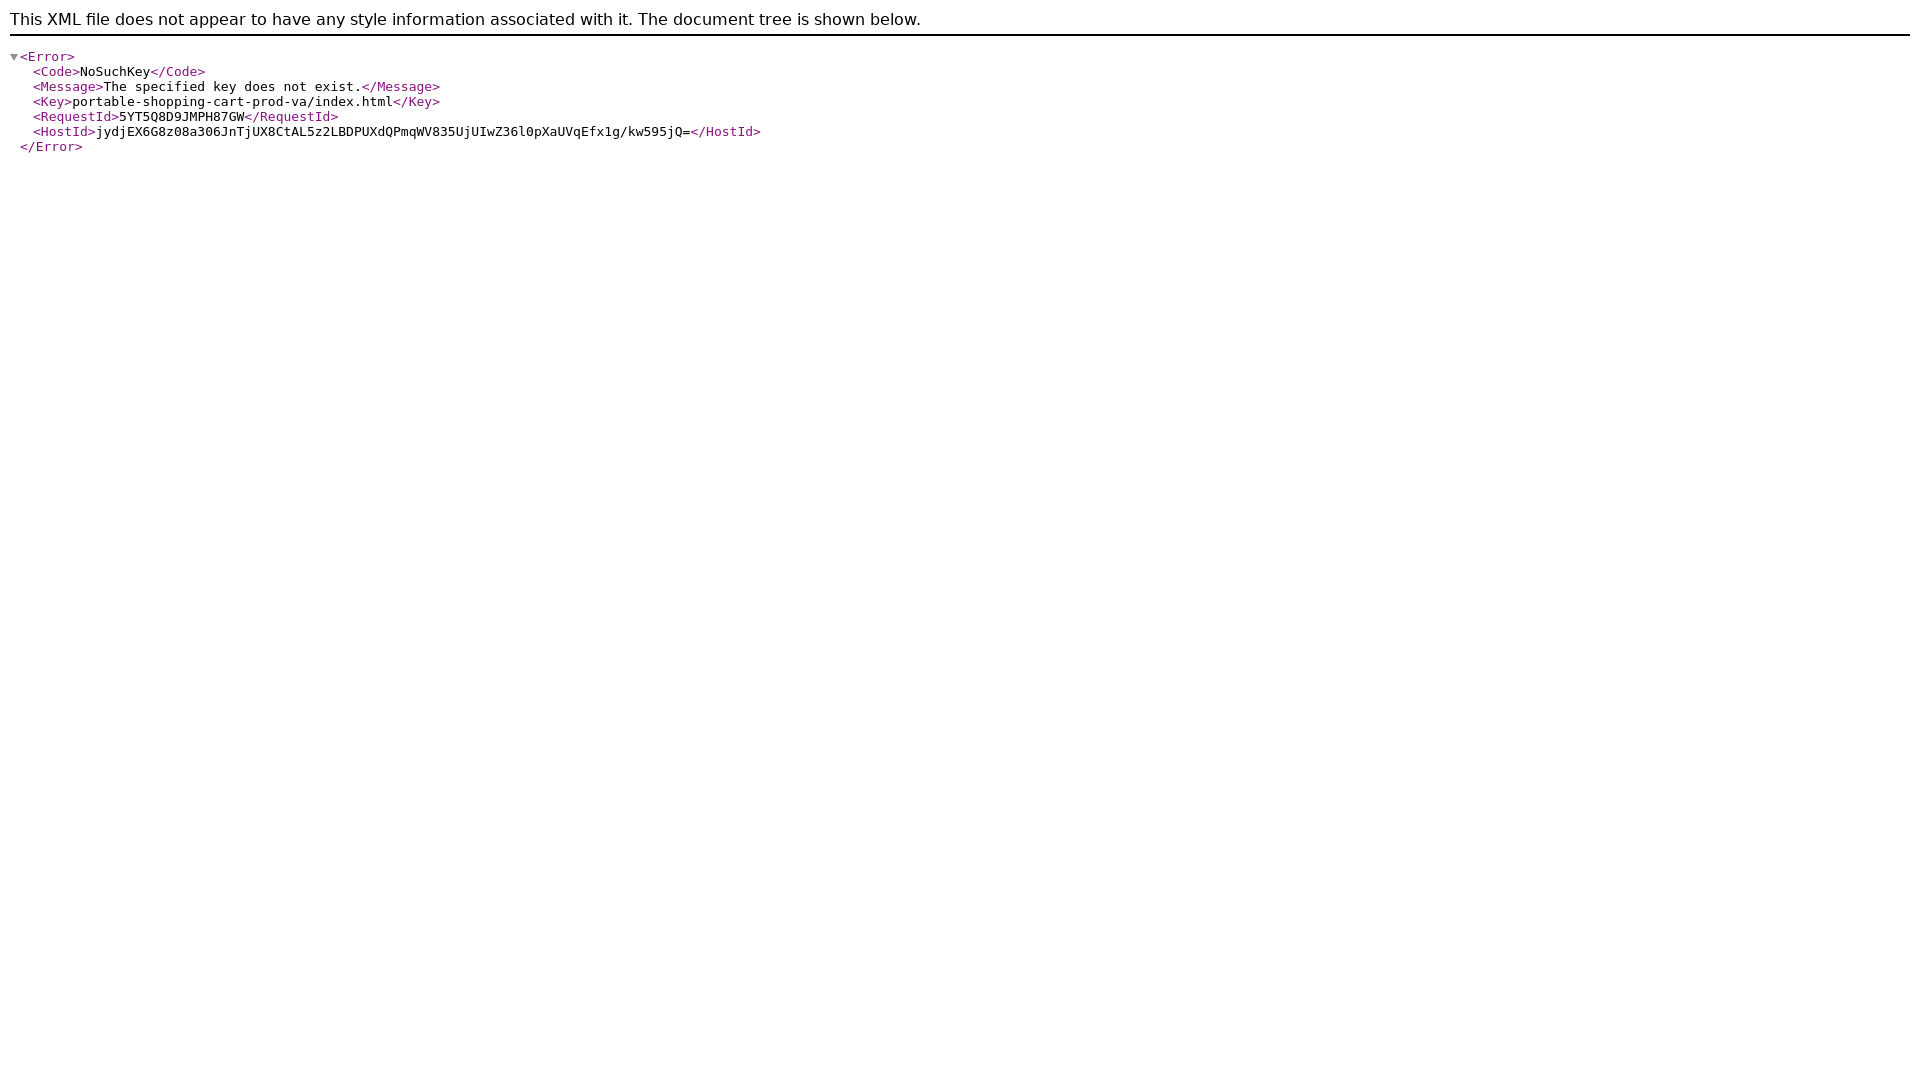 This XML file does not appear to have any style information associated with it. The document tree is shown below.
<Error>
<Code>NoSuchKey</Code>
<Message>The specified key does not exist.</Message>
<Key>portable-shopping-cart-prod-va/index.html</Key>
<RequestId>5YT5Q8D9JMPH87GW</RequestId>
<HostId>jydjEX6G8z08a306JnTjUX8CtAL5z2LBDPUXdQPmqWV835UjUIwZ36l0pXaUVqEfx1g/kw595jQ=</HostId>
</Error>